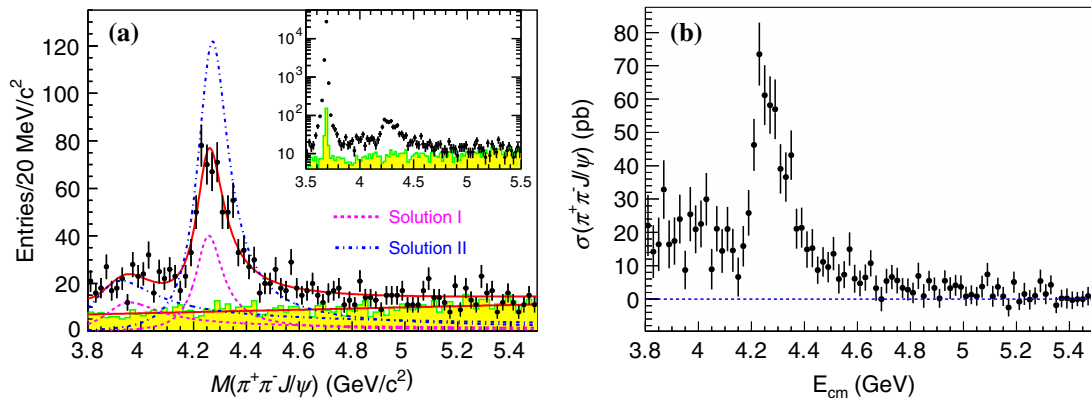 (a)
Entries/20 MeV/c²
120
100
80
60
40
20
0
3.8 4 4.2 4.4 4.6 4.8 5 5.2 5.4
M(π⁺π⁻J/ψ) (GeV/c²)
10⁴
10³
10²
10
3.5 4 4.5 5 5.5
Solution I
Solution II
(b)
σ(π⁺π⁻J/ψ) (pb)
80
70
60
50
40
30
20
10
0
3.8 4 4.2 4.4 4.6 4.8 5 5.2 5.4
E_cm (GeV)